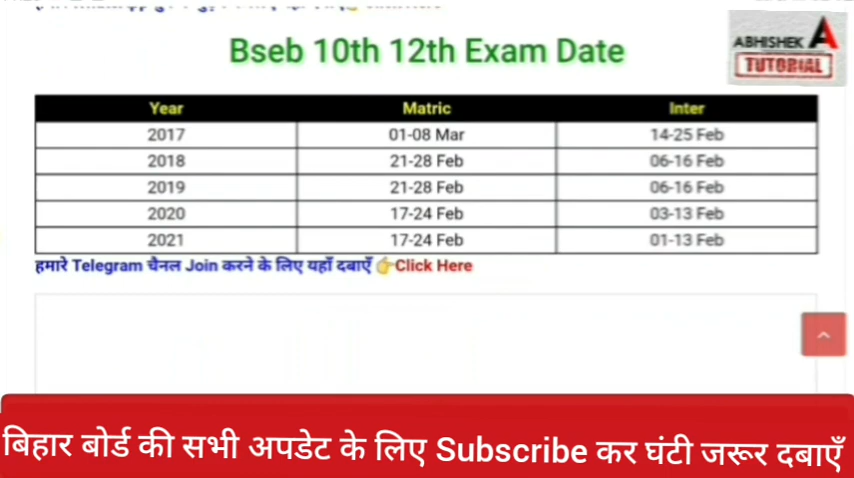 Bseb 10th 12th Exam Date
ABHISHEK A
TUTORIAL
Year Matric Inter
2017 01-08 Mar 14-25 Feb
2018 21-28 Feb 06-16 Feb
2019 21-28 Feb 06-16 Feb
2020 17-24 Feb 03-13 Feb
2021 17-24 Feb 01-13 Feb
हमारे Telegram चैनल Join करने के लिए यहाँ दबाएँ 👉Click Here
बिहार बोर्ड की सभी अपडेट के लिए Subscribe कर घंटी जरूर दबाएँ